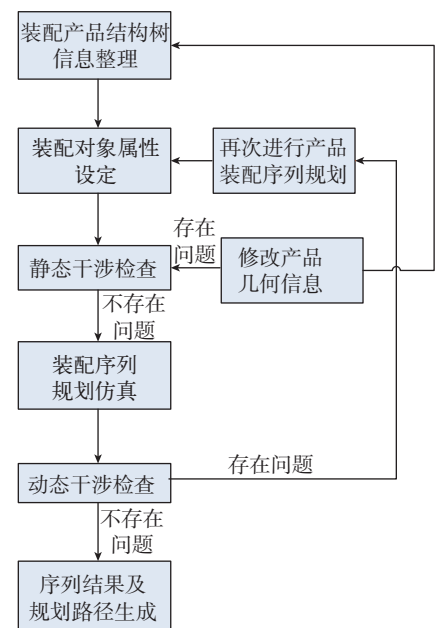 装配产品结构树
信息整理
装配对象属性
设定
再次进行产品
装配序列规划
存在
问题
静态干涉检查
修改产品
几何信息
不存在
问题
装配序列
规划仿真
存在问题
动态干涉检查
不存在
问题
序列结果及
规划路径生成